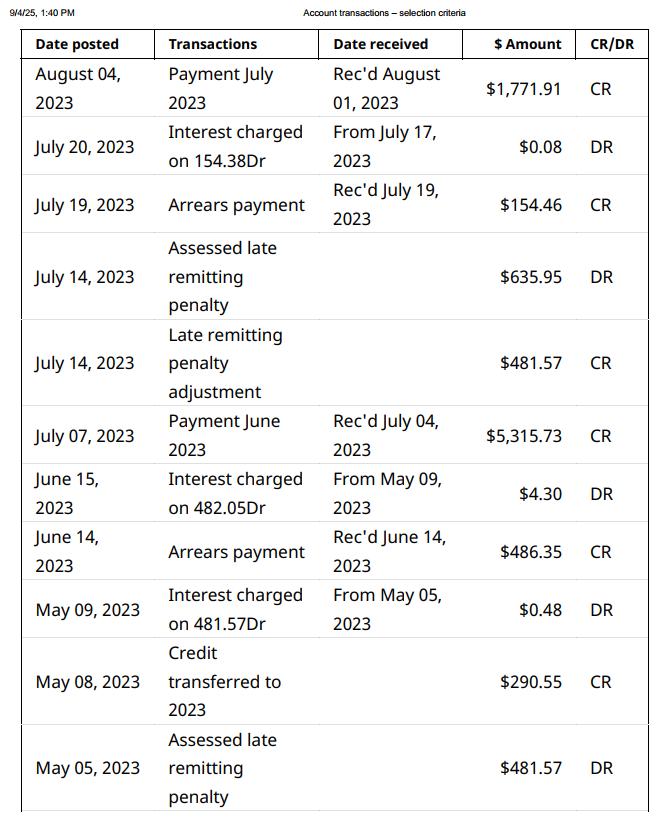 9/4/25, 1:40 PM Account transactions – selection criteria
Date posted Transactions Date received $ Amount CR/DR
August 04, Payment July Rec'd August
2023 2023 01, 2023 $1,771.91 CR
July 20, 2023 Interest charged From July 17, $0.08 DR
on 154.38Dr 2023
July 19, 2023 Arrears payment Rec'd July 19, $154.46 CR
2023
Assessed late
July 14, 2023 remitting $635.95 DR
penalty
Late remitting
July 14, 2023 penalty $481.57 CR
adjustment
July 07, 2023 Payment June Rec'd July 04, $5,315.73 CR
2023 2023
June 15, Interest charged From May 09, $4.30 DR
2023 on 482.05Dr 2023
June 14, Arrears payment Rec'd June 14, $486.35 CR
2023 2023
May 09, 2023 Interest charged From May 05, $0.48 DR
on 481.57Dr 2023
Credit
May 08, 2023 transferred to $290.55 CR
2023
Assessed late
May 05, 2023 remitting $481.57 DR
penalty